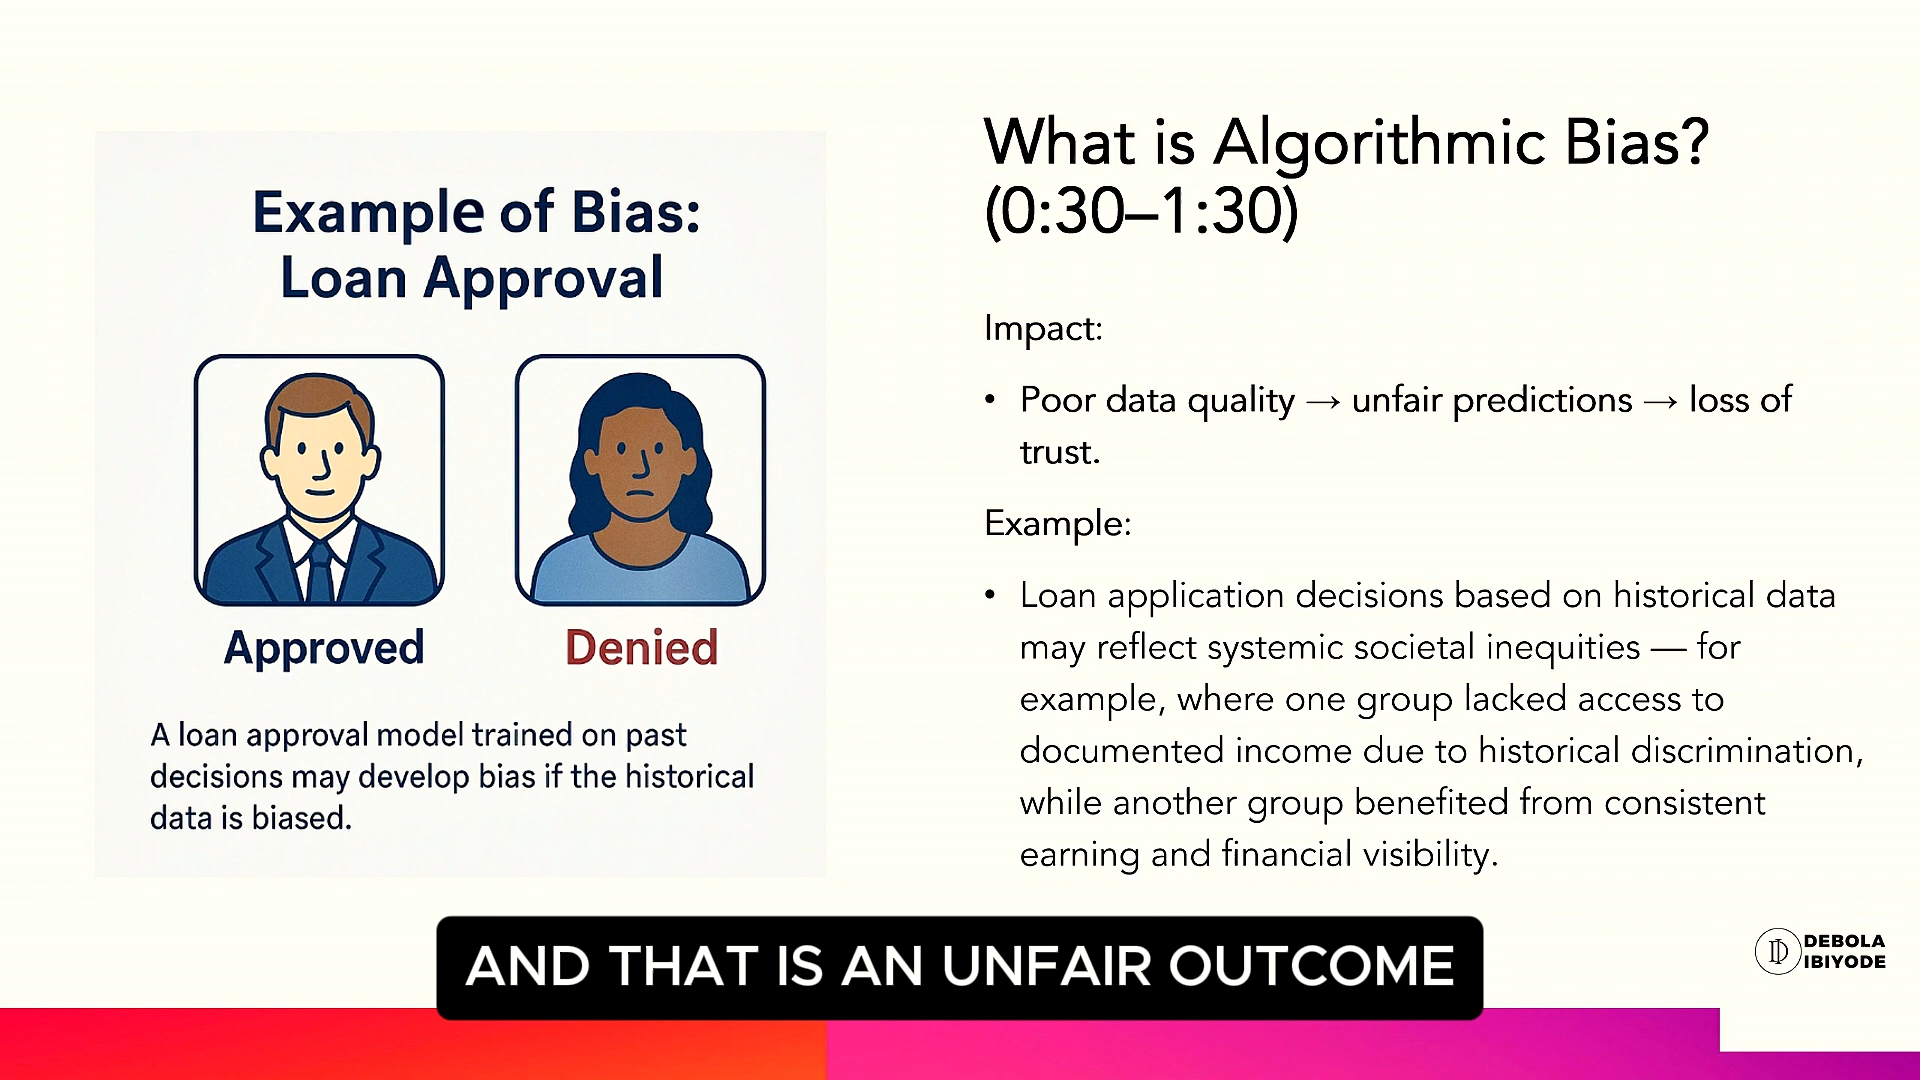 Example of Bias:
Loan Approval
Approved
Denied
A loan approval model trained on past
decisions may develop bias if the historical
data is biased.
What is Algorithmic Bias?
(0:30–1:30)
Impact:
• Poor data quality → unfair predictions → loss of
trust.
Example:
• Loan application decisions based on historical data
may reflect systemic societal inequities — for
example, where one group lacked access to
documented income due to historical discrimination,
while another group benefited from consistent
earning and financial visibility.
AND THAT IS AN UNFAIR OUTCOME
DEBOLA
IBIYODE